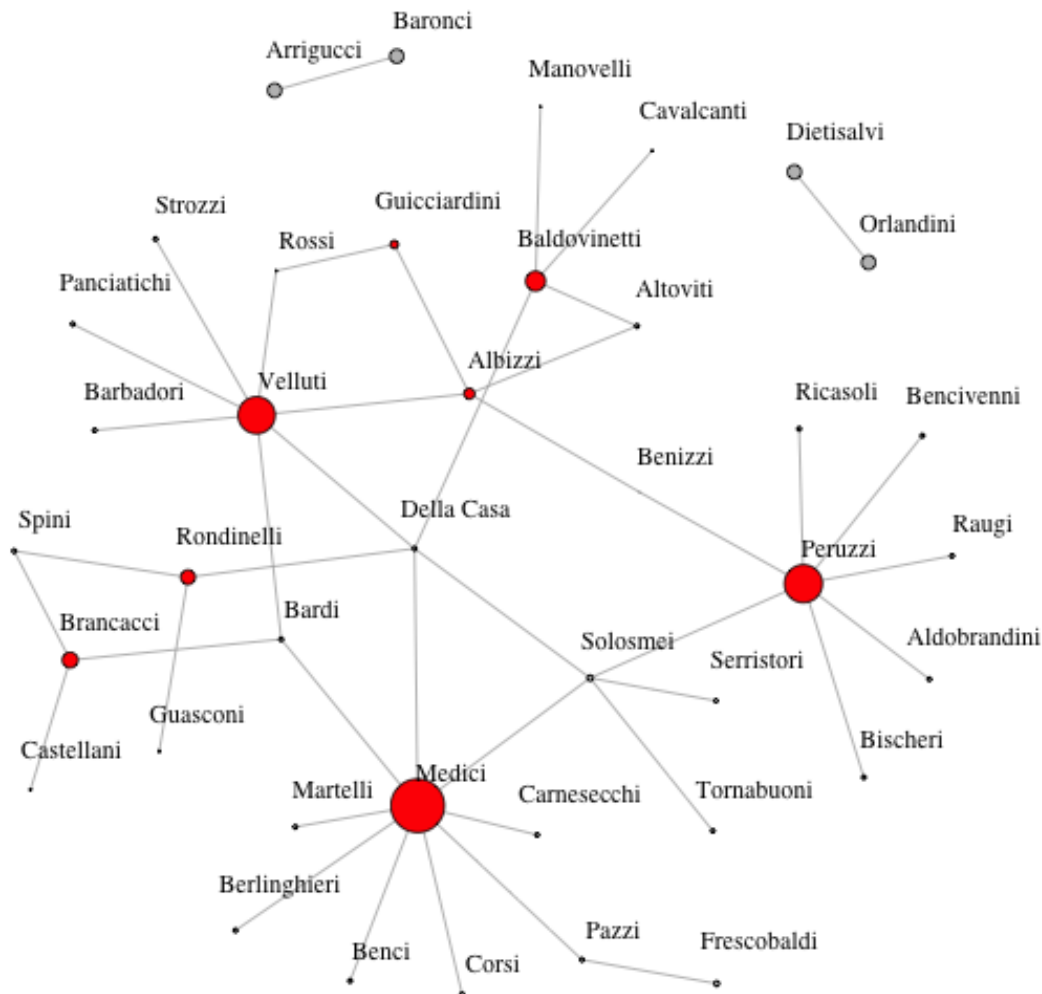 Baronci
Arrigucci
Manovelli
Cavalcanti
Dietisalvi
Strozzi
Guicciardini
Orlandini
Rossi
Baldovinetti
Panciatichi
Altoviti
Albizzi
Velluti
Barbadori
Ricasoli
Bencivenni
Benizzi
Della Casa
Spini
Rondinelli
Raugi
Peruzzi
Bardi
Brancacci
Solosmei
Aldobrandini
Serristori
Guasconi
Bischeri
Castellani
Medici
Martelli
Carnesecchi
Tornabuoni
Berlinghieri
Pazzi
Frescobaldi
Benci
Corsi